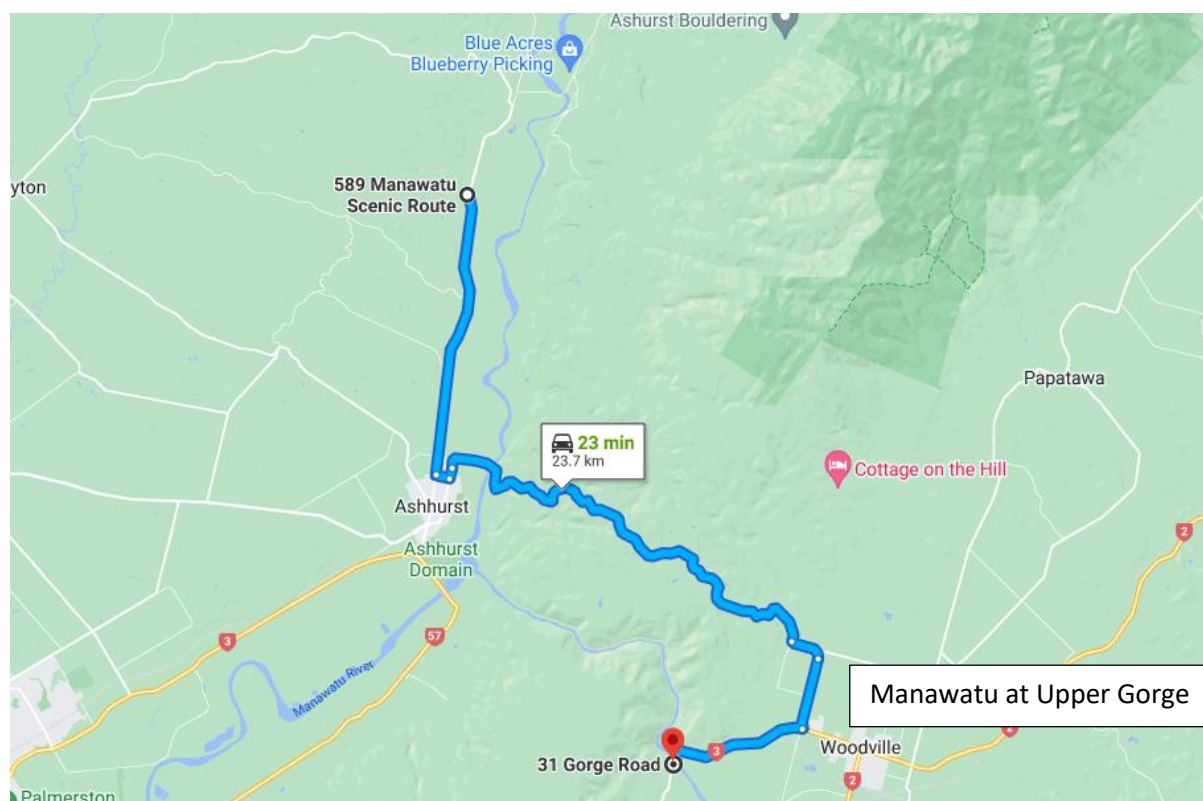 Ashurst Bouldering
Blue Acres
Blueberry Picking
yton
589 Manawatu
Scenic Route
Papatawa
23 min
23.7 km
Cottage on the Hill
Ashhurst
Ashhurst
Domain
2
3
57
Manawatu River
Manawatu at Upper Gorge
2
3
Woodville
31 Gorge Road
2
Palmerston